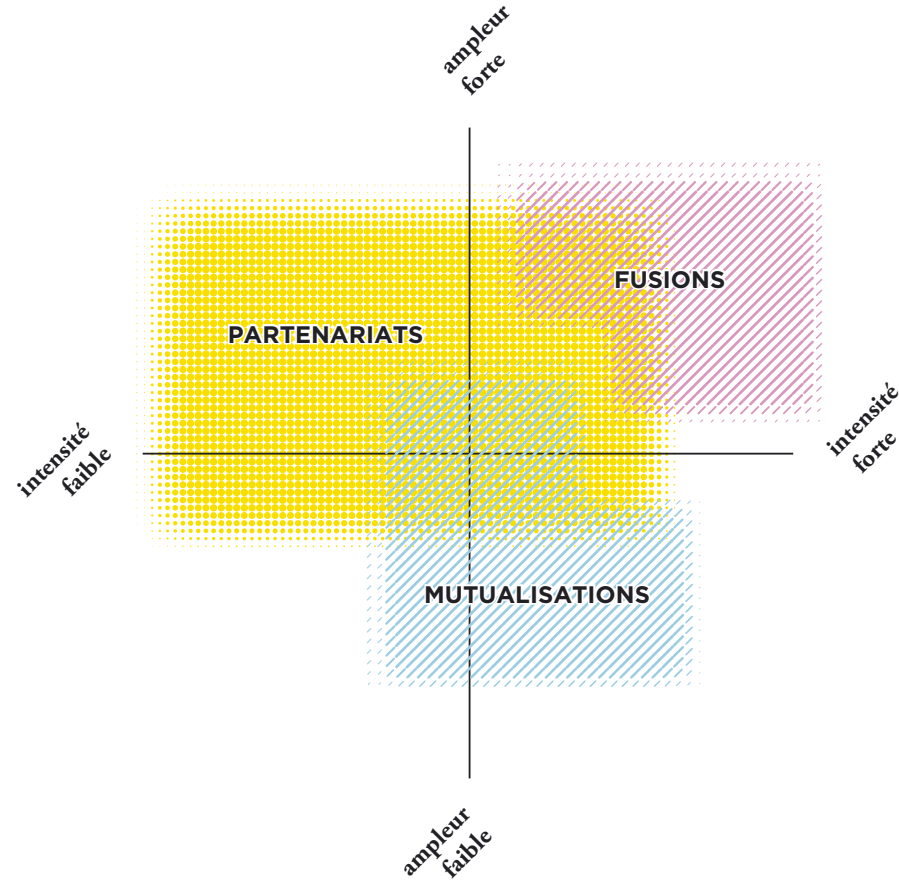 ampleur
forte
FUSIONS
PARTENARIATS
intensité
faible
intensité
forte
MUTUALISATIONS
ampleur
faible